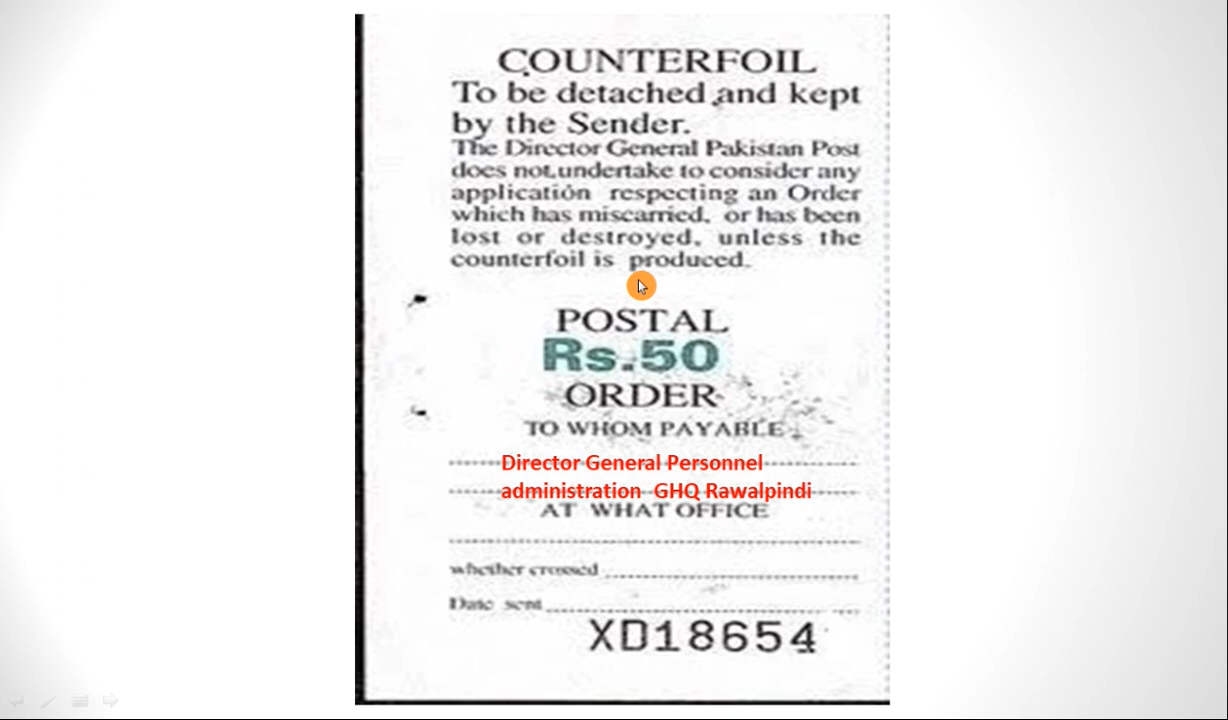 COUNTERFOIL
To be detached and kept
by the Sender.
The Director General Pakistan Post
does not undertake to consider any
application respecting an Order
which has miscarried, or has been
lost or destroyed, unless the
counterfoil is produced.
POSTAL
Rs.50
ORDER
TO WHOM PAYABLE
Director General Personnel
administration GHQ Rawalpindi
AT WHAT OFFICE
whether crossed
Date sent
XD18654